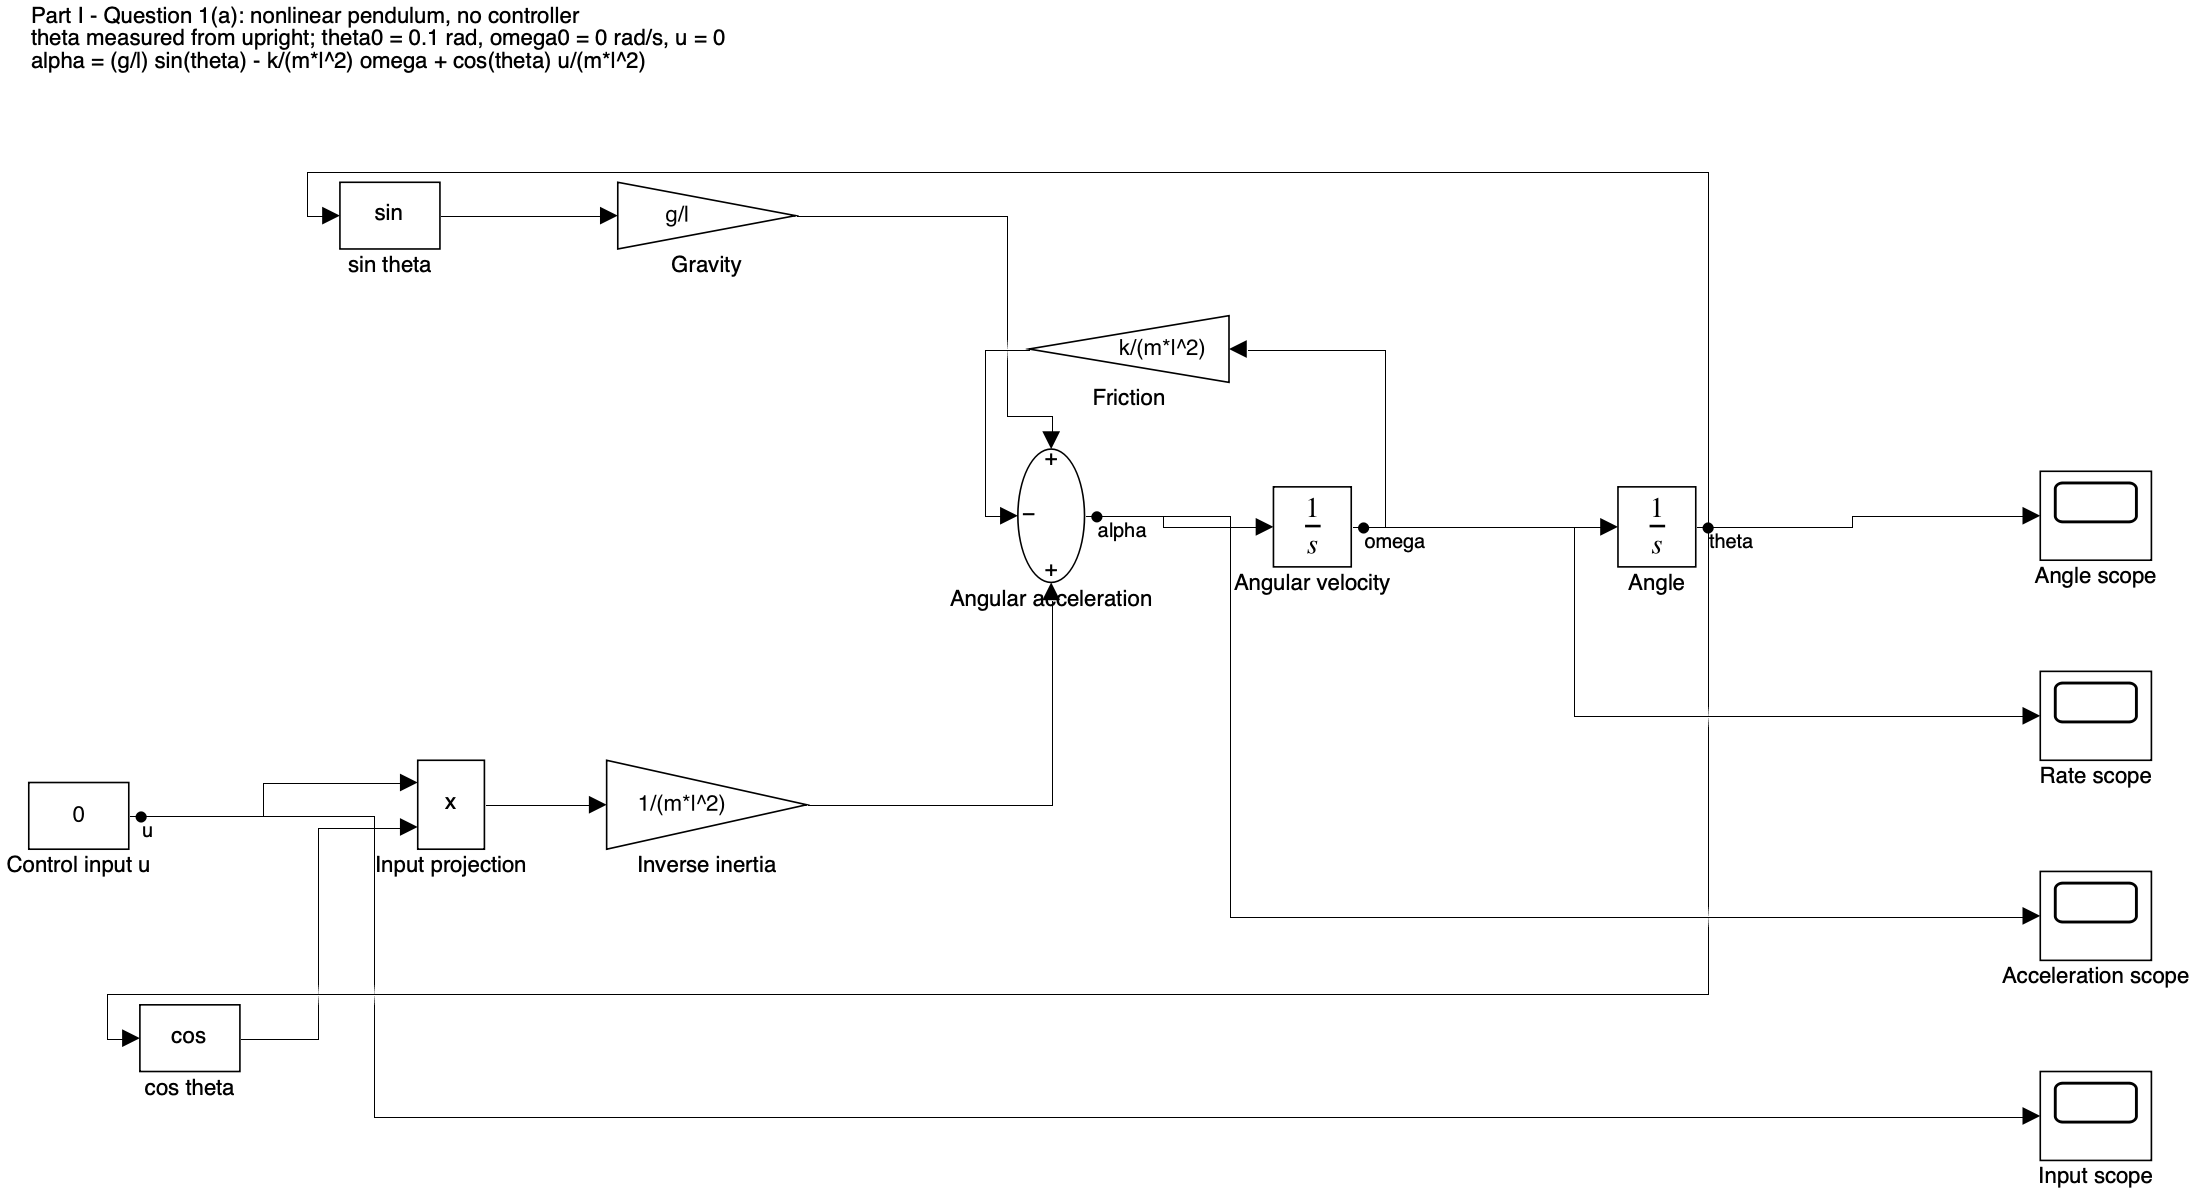 Part I - Question 1(a): nonlinear pendulum, no controller
theta measured from upright; theta0 = 0.1 rad, omega0 = 0 rad/s, u = 0
alpha = (g/l) sin(theta) - k/(m*l^2) omega + cos(theta) u/(m*l^2)
sin
sin theta
g/l
Gravity
k/(m*l^2)
Friction
+
−
+
alpha
Angular acceleration
1
s
omega
Angular velocity
1
s
theta
Angle
Angle scope
Rate scope
0
u
Control input u
x
Input projection
1/(m*l^2)
Inverse inertia
Acceleration scope
cos
cos theta
Input scope